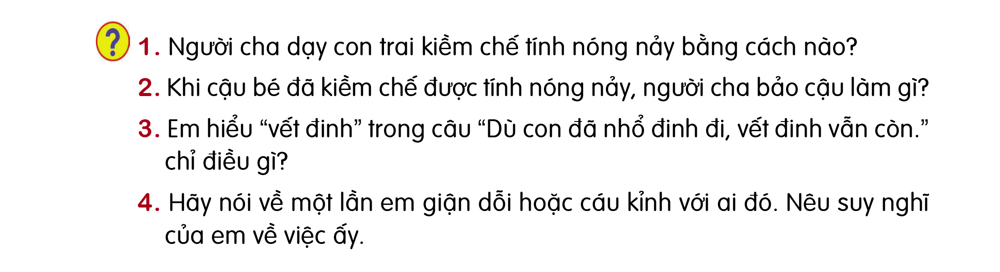 ? 1. Người cha dạy con trai kiềm chế tính nóng nảy bằng cách nào?
2. Khi cậu bé đã kiềm chế được tính nóng nảy, người cha bảo cậu làm gì?
3. Em hiểu “vết đinh” trong câu “Dù con đã nhổ đinh đi, vết đinh vẫn còn.”
chỉ điều gì?
4. Hãy nói về một lần em giận dỗi hoặc cáu kỉnh với ai đó. Nêu suy nghĩ
của em về việc ấy.